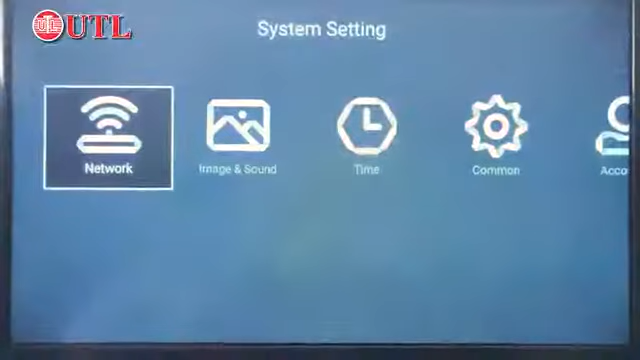 UTL
System Setting
Network
Image & Sound
Time
Common
Acco